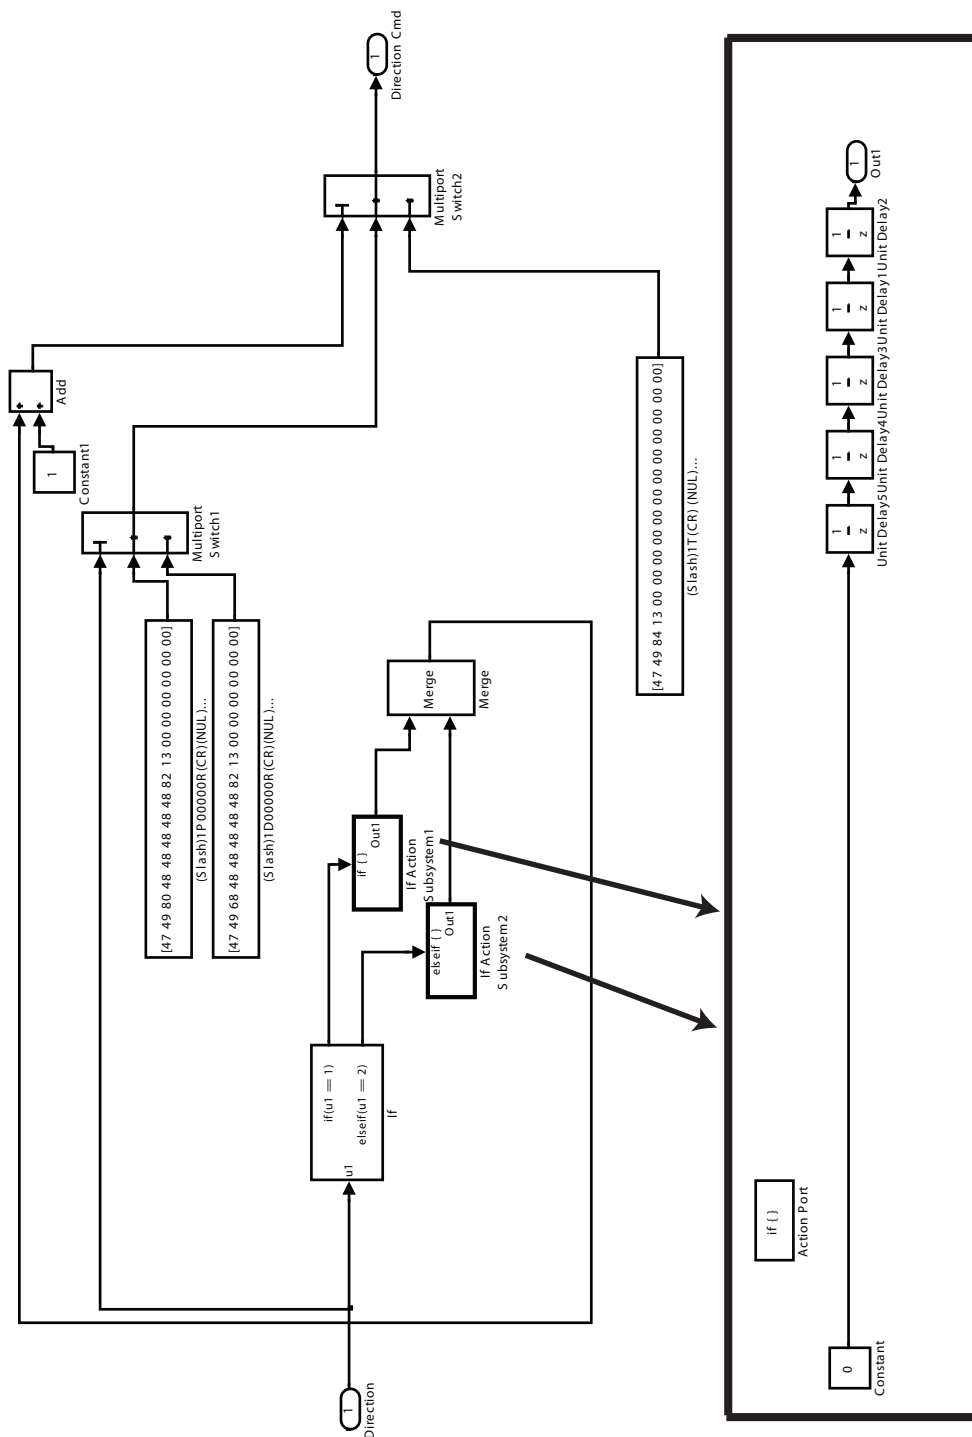 1
Direction
u1
if(u1 == 1)
elseif(u1 == 2)
If
if { }
Out1
If Action
Subsystem1
elseif { }
Out1
If Action
Subsystem2
Merge
Merge
[47 49 80 48 48 48 48 48 82 13 00 00 00 00 00 00]
(Slash)1P00000R(CR)(NUL)...
[47 49 68 48 48 48 48 48 82 13 00 00 00 00 00 00]
(Slash)1D00000R(CR)(NUL)...
Multiport
Switch1
1
Constant1
+
+
Add
[47 49 84 13 00 00 00 00 00 00 00 00 00 00 00 00]
(Slash)1T(CR) (NUL)...
Multiport
Switch2
1
Direction Cmd
if { }
Action Port
0
Constant
1
z
Unit Delay5
1
z
Unit Delay4
1
z
Unit Delay3
1
z
Unit Delay1
1
z
Unit Delay2
1
Out1